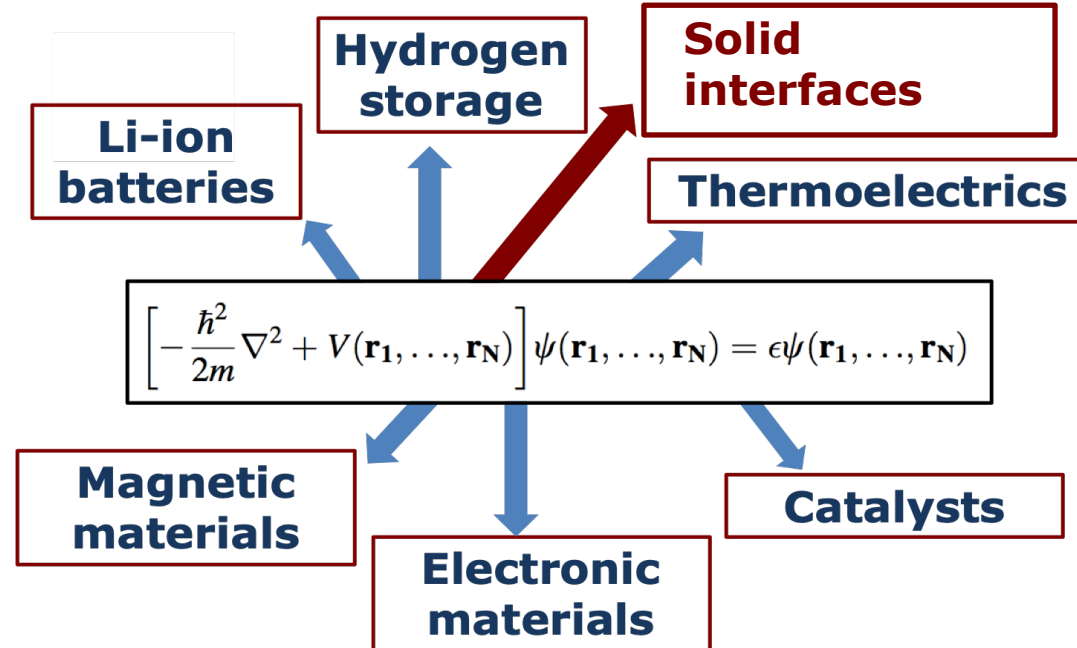 Hydrogen
storage
Solid
interfaces
Li-ion
batteries
Thermoelectrics
[-ℏ²/2m ∇² + V(r₁,…,r_N)]ψ(r₁,…,r_N) = ϵψ(r₁,…,r_N)
Magnetic
materials
Catalysts
Electronic
materials